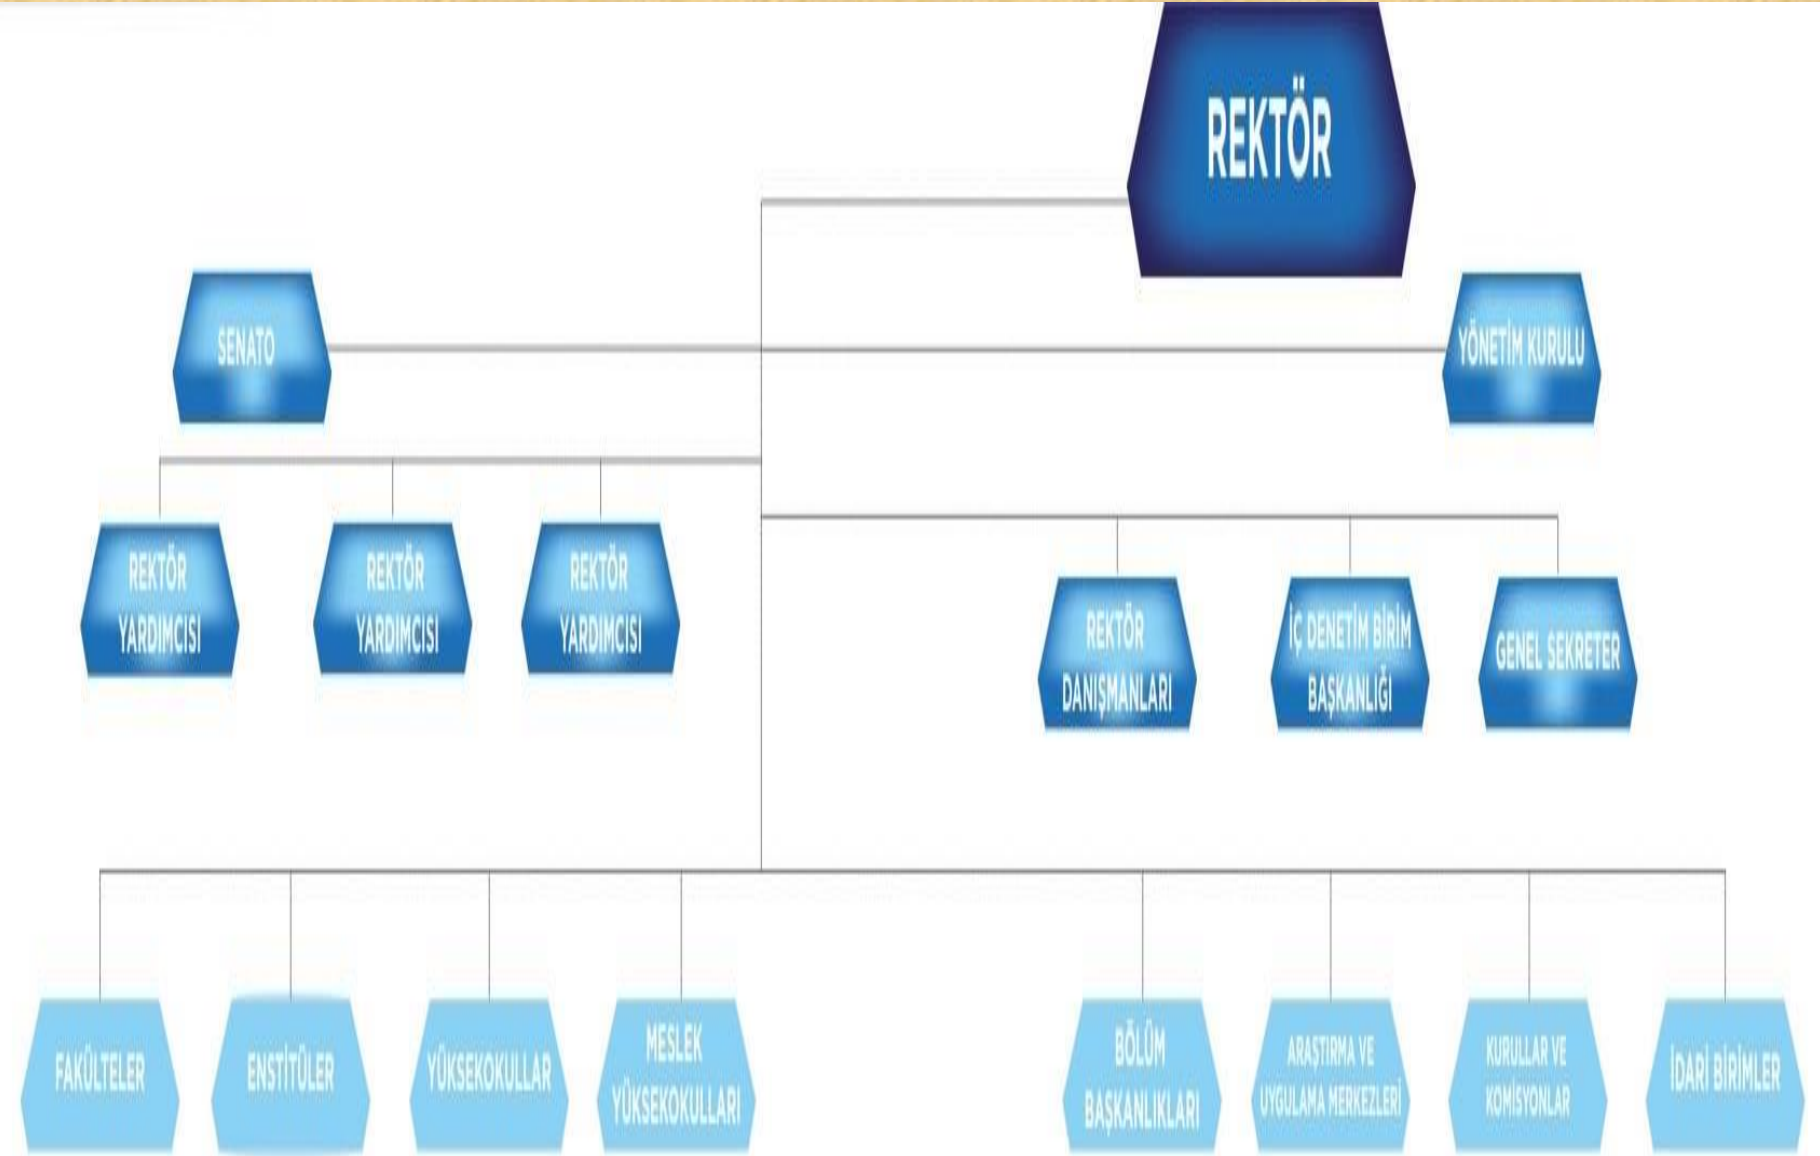 REKTÖR
SENATO
YÖNETİM KURULU
REKTÖR
YARDIMCISI
REKTÖR
YARDIMCISI
REKTÖR
YARDIMCISI
REKTÖR
DANIŞMANLARI
İÇ DENETİM BİRİM
BAŞKANLIĞI
GENEL SEKRETER
FAKÜLTELER
ENSTİTÜLER
YÜKSEKOKULLAR
MESLEK
YÜKSEKOKULLARI
BÖLÜM
BAŞKANLIKLARI
ARAŞTIRMA VE
UYGULAMA MERKEZLERİ
KURULLAR VE
KOMİSYONLAR
İDARİ BİRİMLER